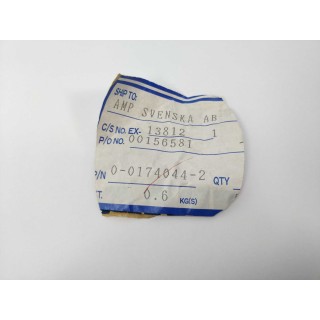 SHIP TO:
AMP SVENSKA AB
C/S NO. EX- 13812 1
P/O NO. 00156581
P/N 0-0174044-2 QTY
T. 0.6 KG(S)